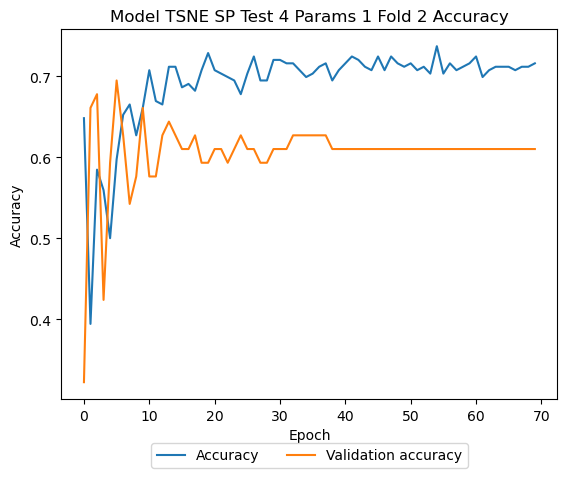 Model TSNE SP Test 4 Params 1 Fold 2 Accuracy
Accuracy
0.7
0.6
0.5
0.4
0 10 20 30 40 50 60 70
Epoch
Accuracy Validation accuracy